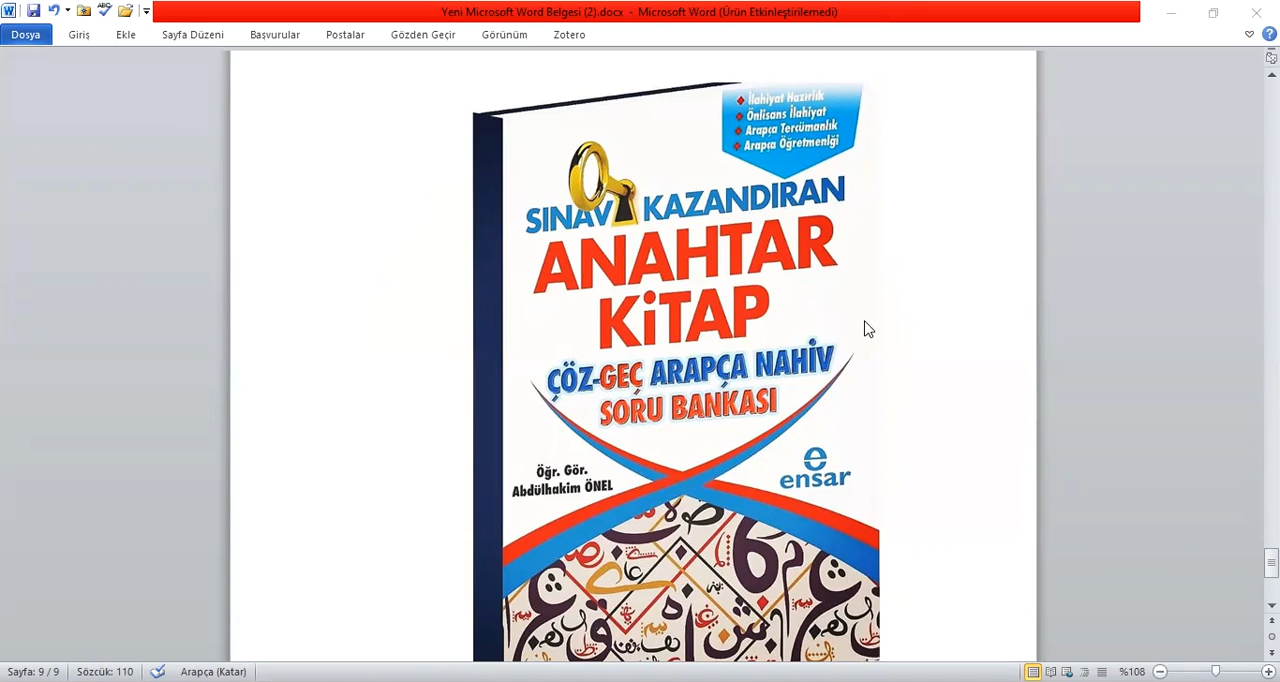 Yeni Microsoft Word Belgesi (2).docx - Microsoft Word (Ürün Etkinleştirilemedi)
Dosya Giriş Ekle Sayfa Düzeni Başvurular Postalar Gözden Geçir Görünüm Zotero
İlahiyat Hazırlık
Önlisans İlahiyat
Arapça Tercümanlık
Arapça Öğretmenliği
SINAV KAZANDIRAN
ANAHTAR
KiTAP
ÇÖZ-GEÇ ARAPÇA NAHİV
SORU BANKASI
Öğr. Gör.
Abdülhakim ÖNEL
ensar
Sayfa: 9 / 9 Sözcük: 110 Arapça (Katar) %108